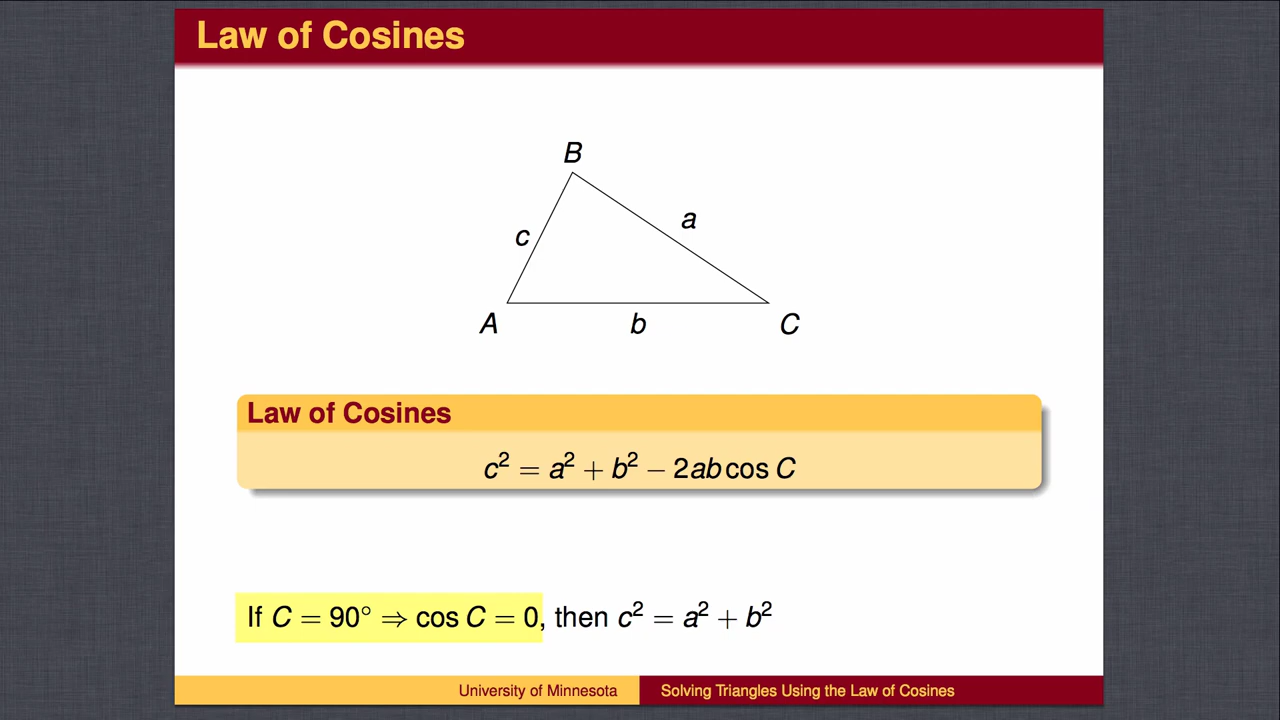 Law of Cosines
B
a
c
A
b
C
Law of Cosines
c² = a² + b² − 2ab cos C
If C = 90° ⇒ cos C = 0, then c² = a² + b²
University of Minnesota
Solving Triangles Using the Law of Cosines